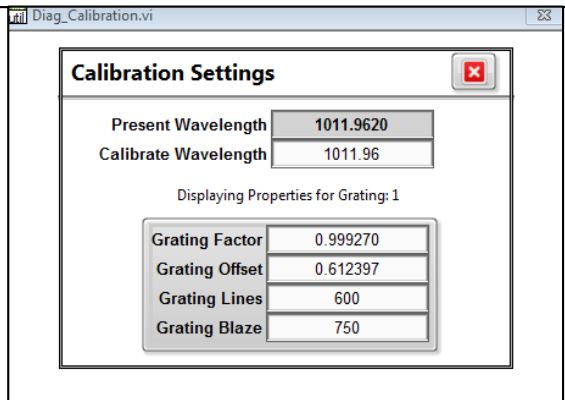 util Diag_Calibration.vi
Calibration Settings
Present Wavelength 1011.9620
Calibrate Wavelength 1011.96
Displaying Properties for Grating: 1
Grating Factor 0.999270
Grating Offset 0.612397
Grating Lines 600
Grating Blaze 750